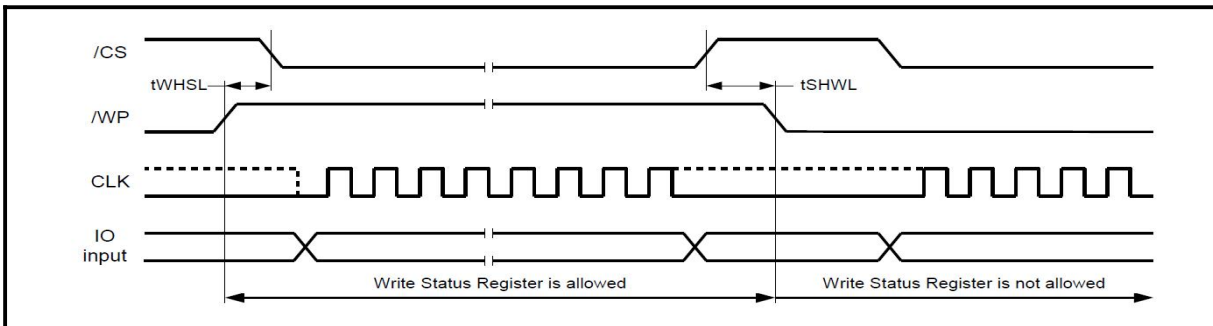 /CS
tWHSL
tSHWL
/WP
CLK
IO
input
Write Status Register is allowed
Write Status Register is not allowed